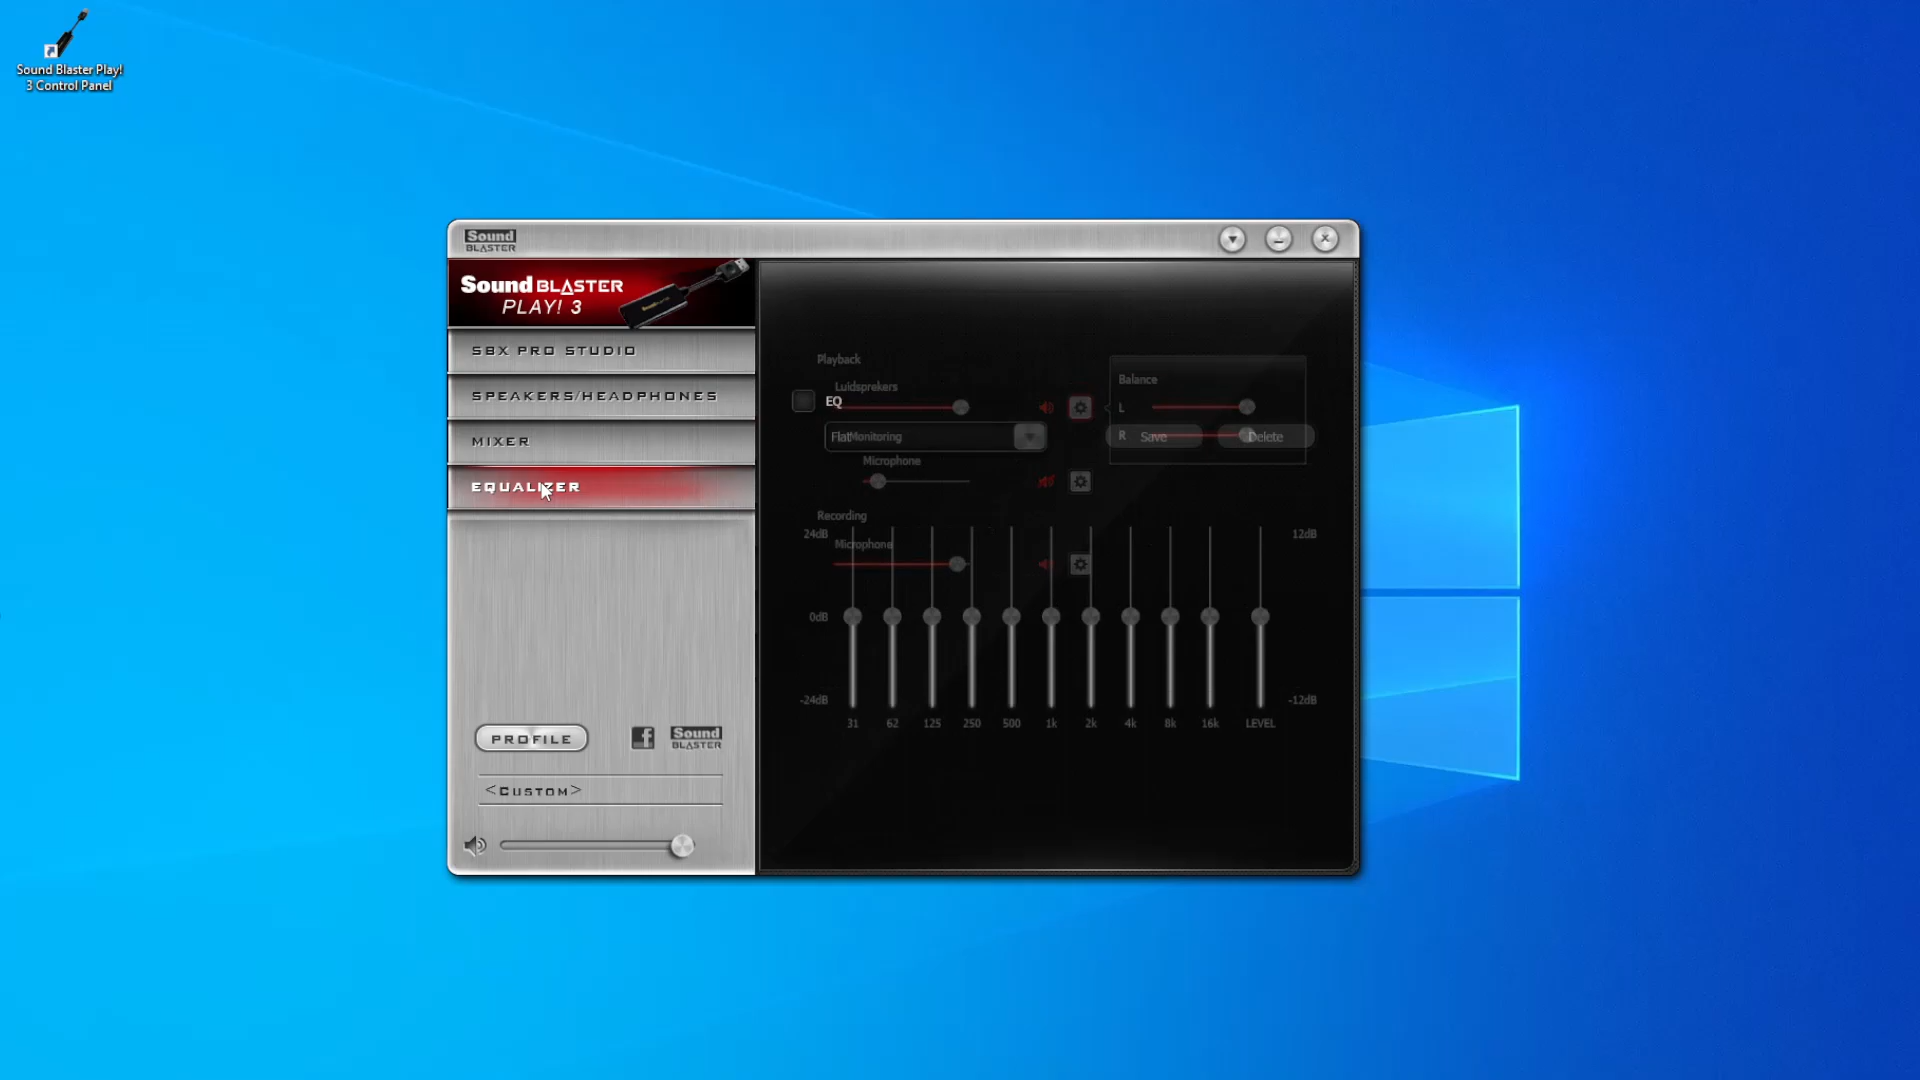 Sound Blaster Play!
3 Control Panel
Sound
BLASTER
Sound BLASTER
PLAY! 3
SBX PRO STUDIO
SPEAKERS/HEADPHONES
MIXER
EQUALIZER
PROFILE
f
Sound
BLASTER
<CUSTOM>
Playback
Luidsprekers
EQ
Flat
Monitoring
Microphone
Recording
Microphone
Balance
L
R
Save
Delete
24dB
12dB
0dB
-24dB
-12dB
31 62 125 250 500 1k 2k 4k 8k 16k LEVEL